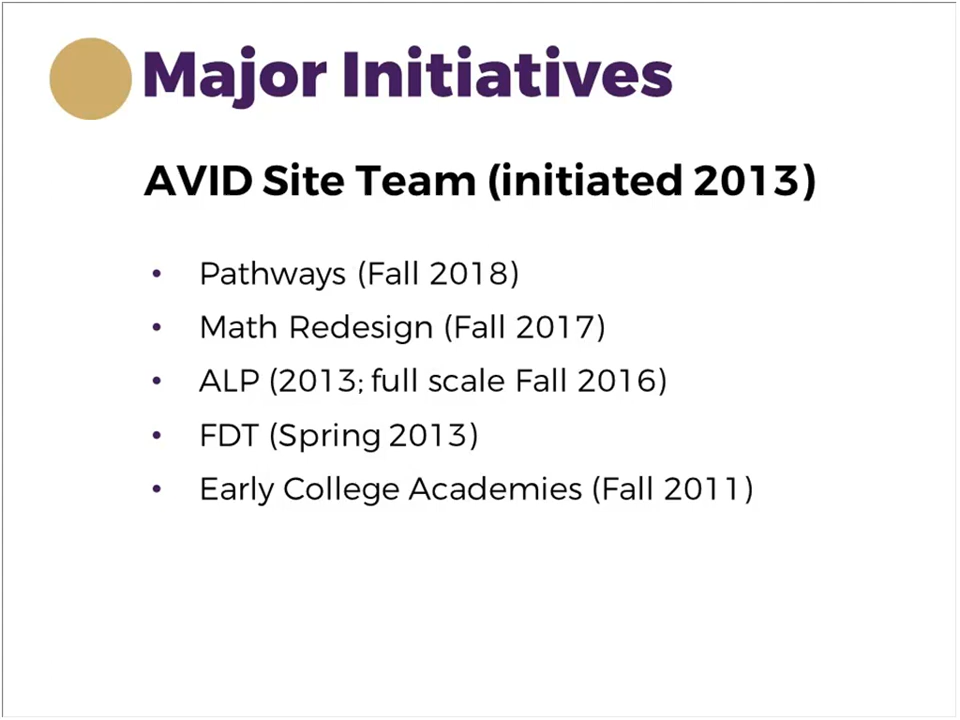 Major Initiatives
AVID Site Team (initiated 2013)
• Pathways (Fall 2018)
• Math Redesign (Fall 2017)
• ALP (2013; full scale Fall 2016)
• FDT (Spring 2013)
• Early College Academies (Fall 2011)